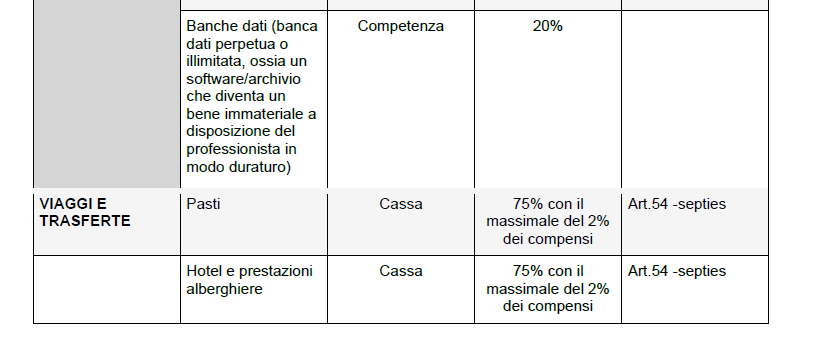 Banche dati (banca
dati perpetua o
illimitata, ossia un
software/archivio
che diventa un
bene immateriale a
disposizione del
professionista in
modo duraturo)
Competenza
20%
VIAGGI E
TRASFERTE
Pasti
Cassa
75% con il
massimale del 2%
dei compensi
Art.54 -septies
Hotel e prestazioni
alberghiere
Cassa
75% con il
massimale del 2%
dei compensi
Art.54 -septies